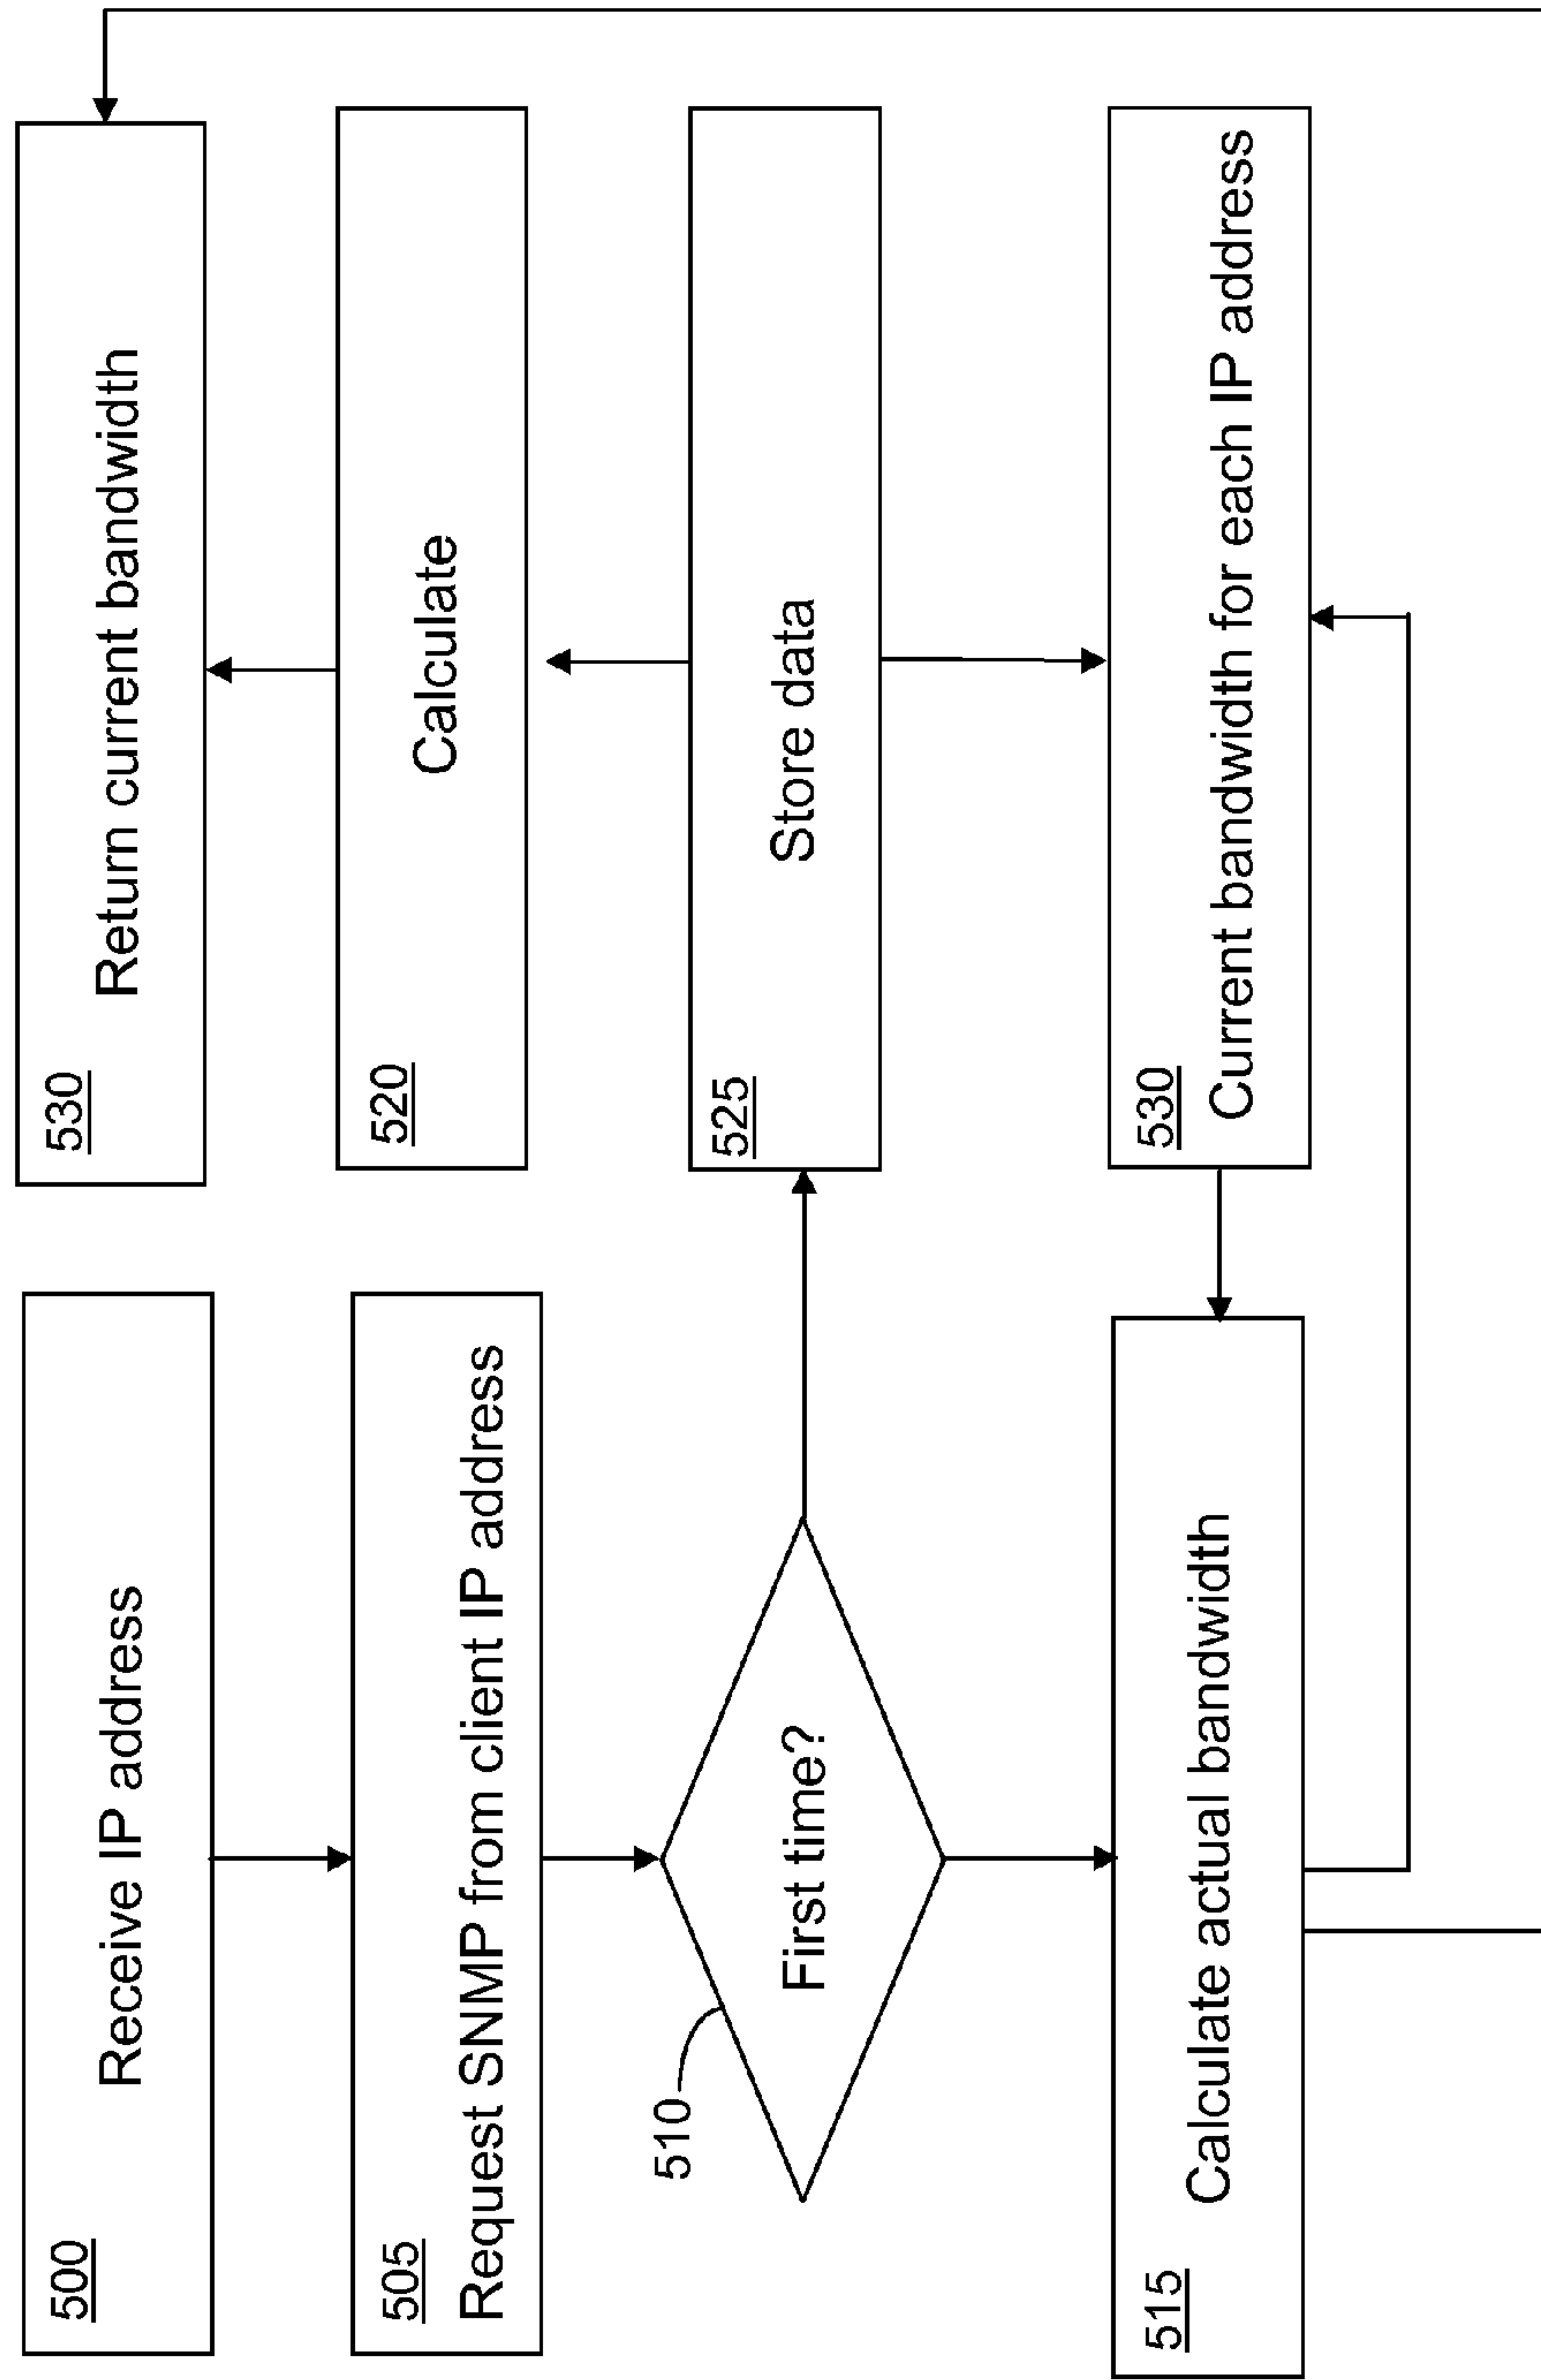 500
Receive IP address
505
Request SNMP from client IP address
510
First time?
515
Calculate actual bandwidth
530
Return current bandwidth
520
Calculate
525
Store data
530
Current bandwidth for each IP address